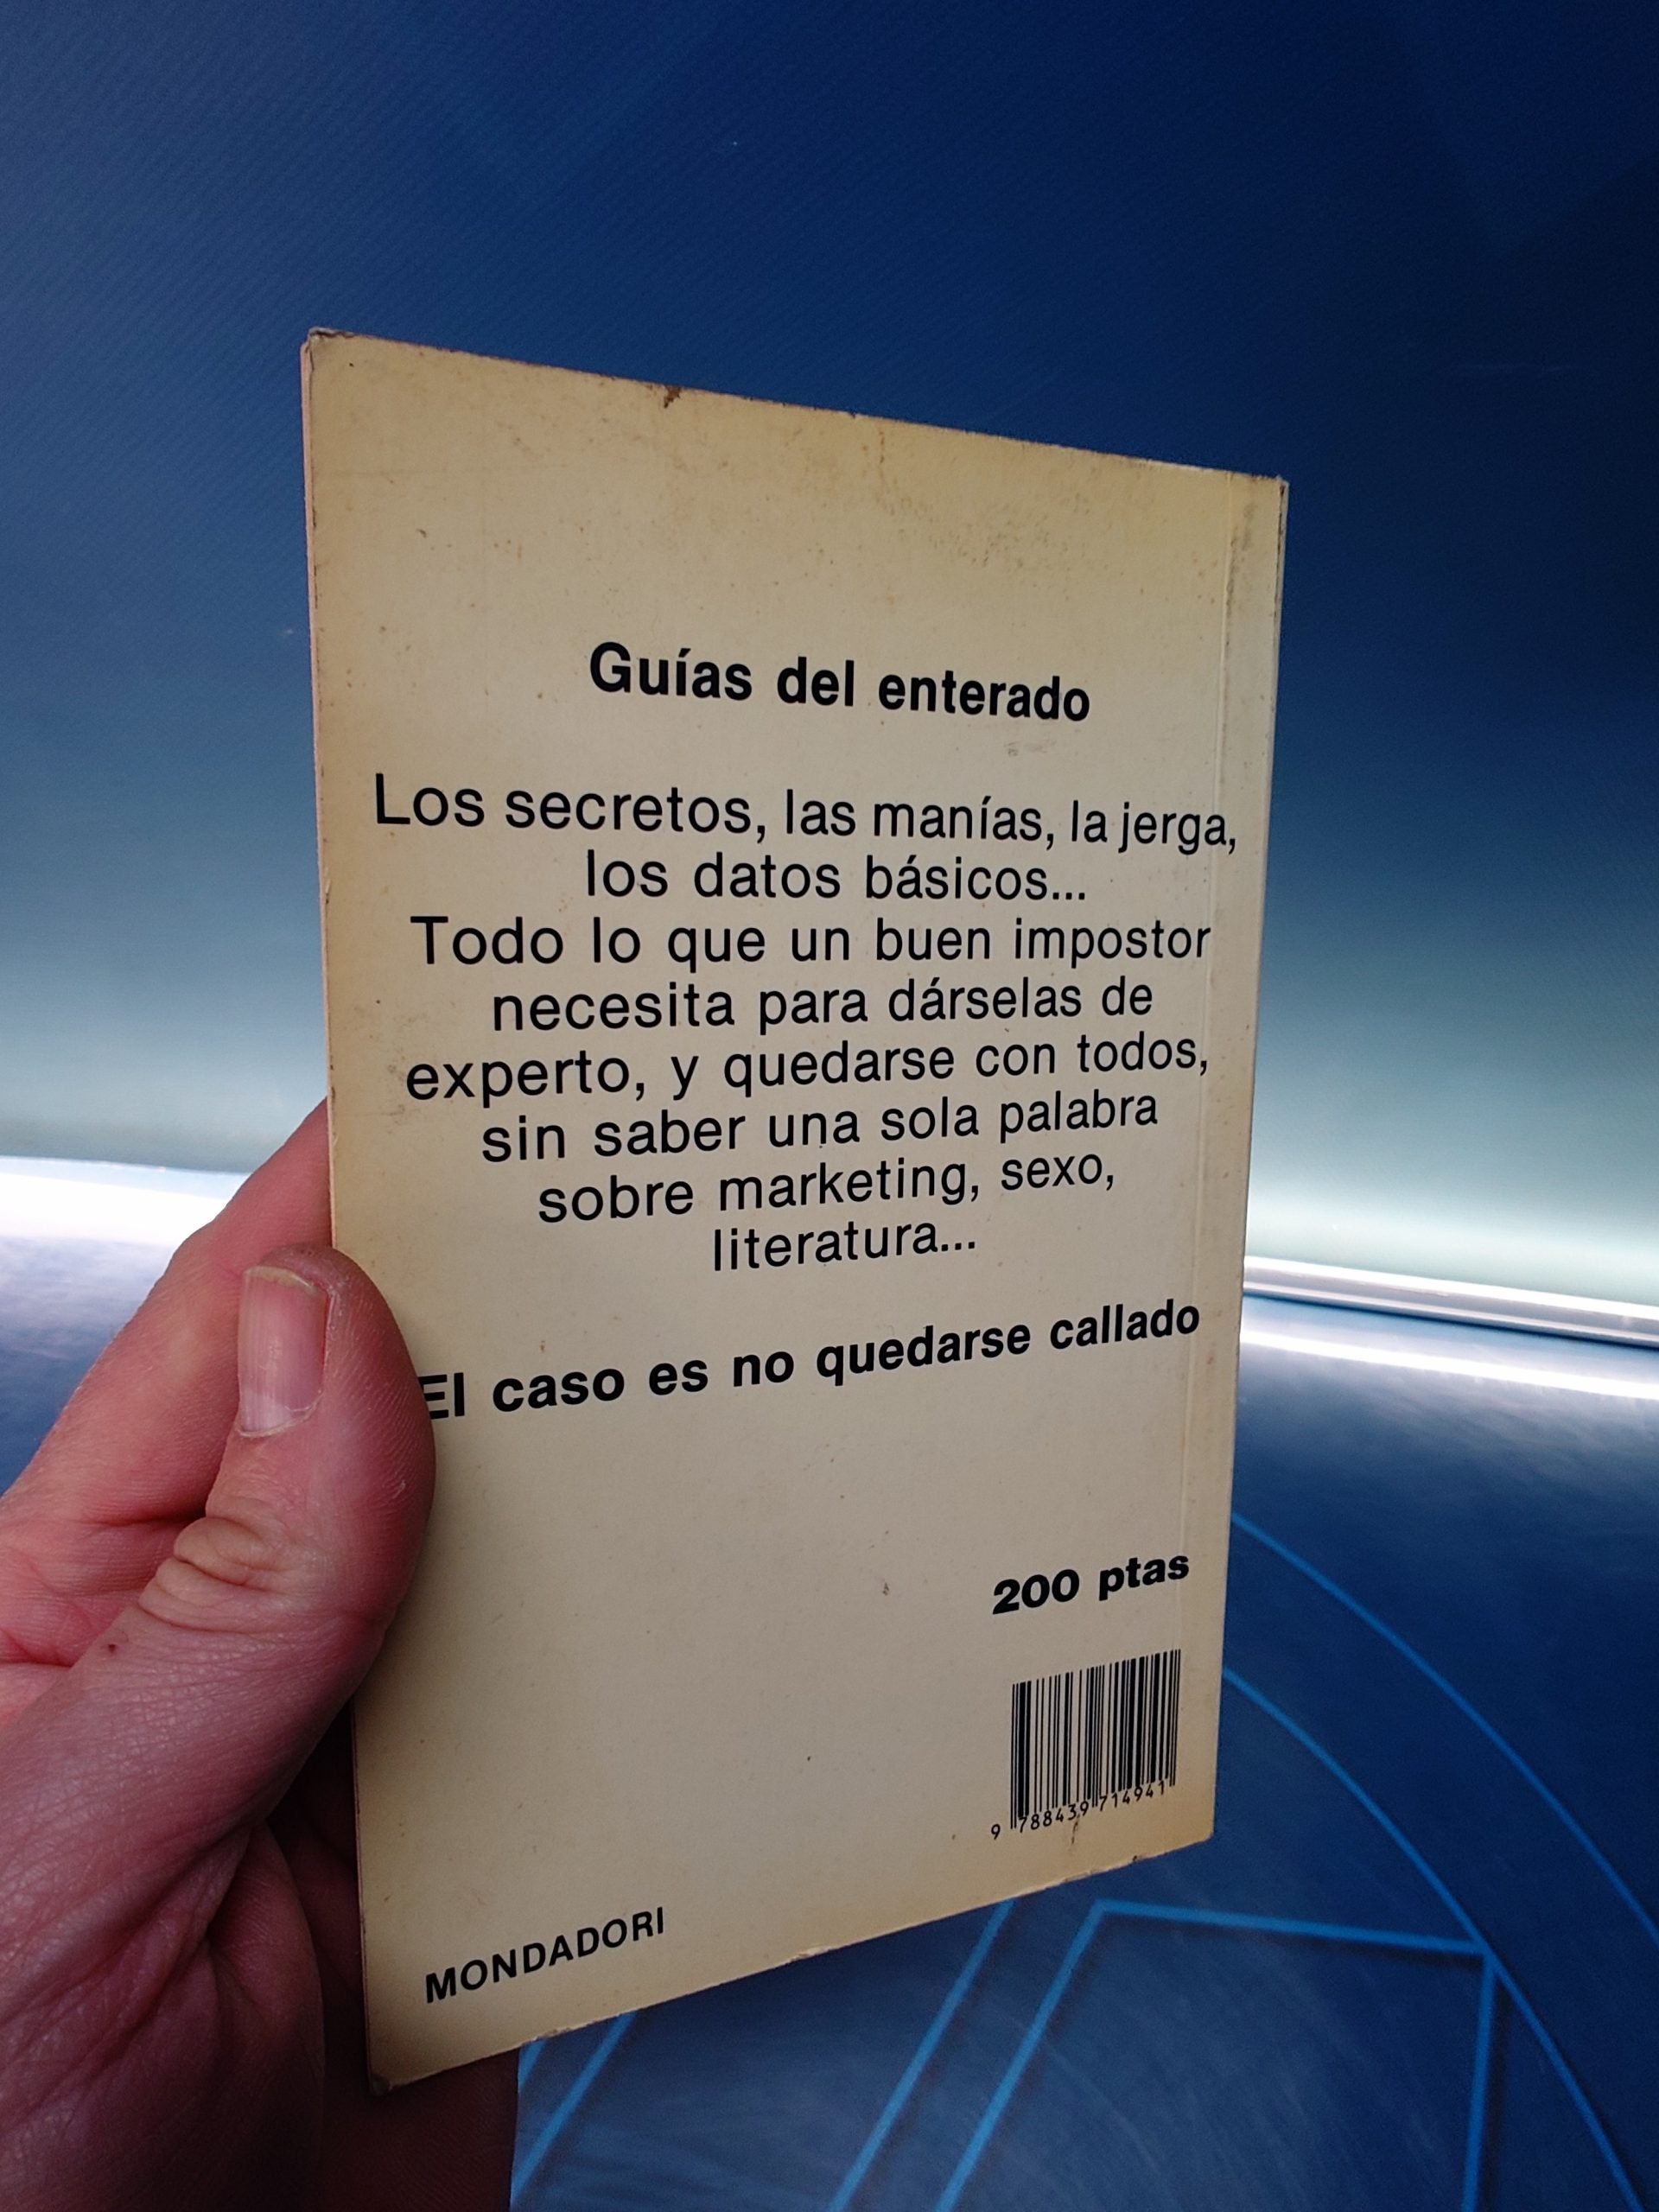 Guías del enterado
Los secretos, las manías, la jerga,
los datos básicos...
Todo lo que un buen impostor
necesita para dárselas de
experto, y quedarse con todos,
sin saber una sola palabra
sobre marketing, sexo,
literatura...
El caso es no quedarse callado
200 ptas
9 788439 714941
MONDADORI